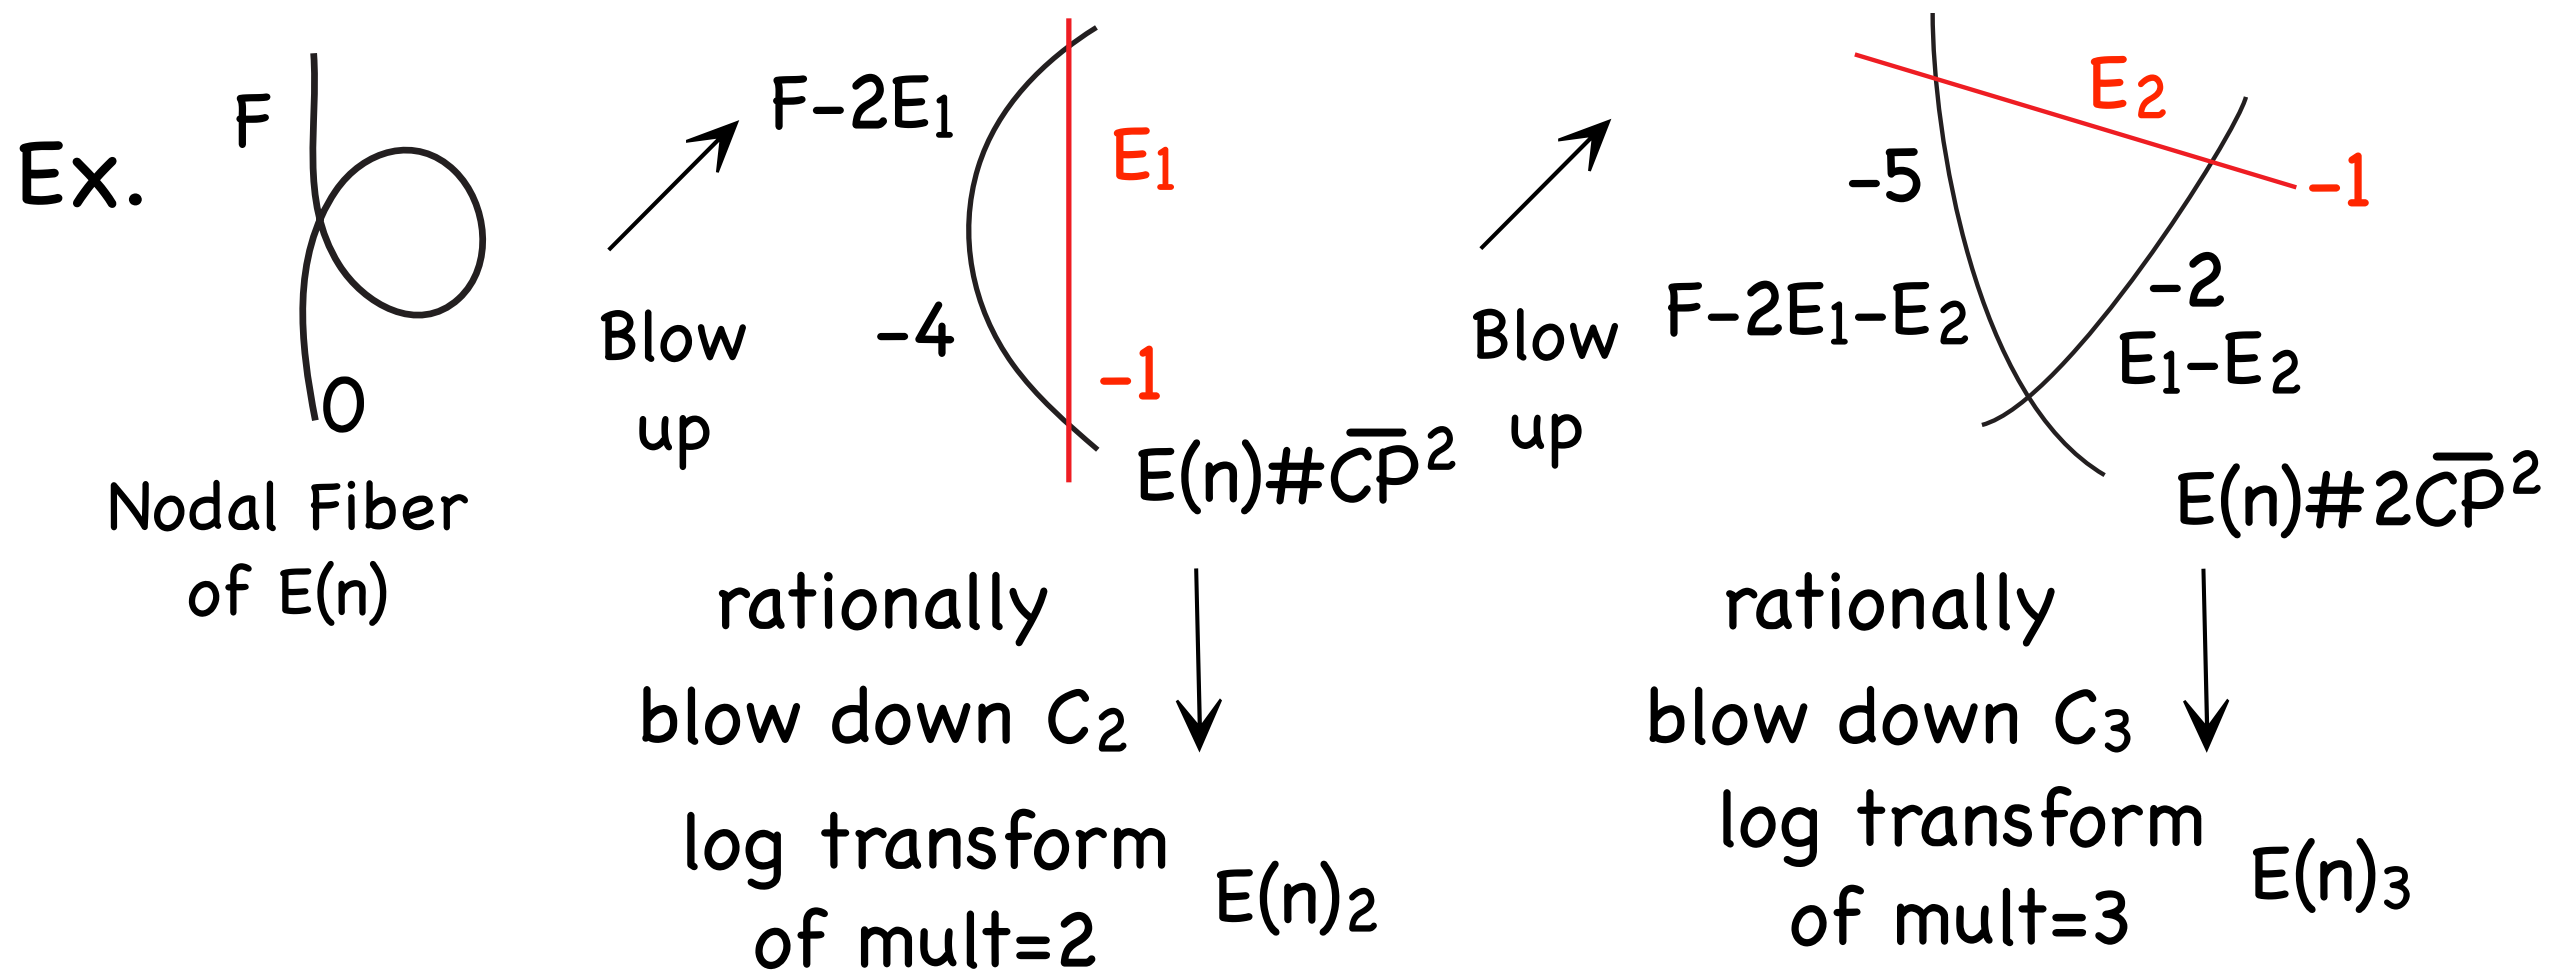 Ex.
F
0
Nodal Fiber
of E(n)
Blow
up
F-2E₁
E₁
-4
-1
E(n)#C̅P̅²
rationally
blow down C₂
log transform
of mult=2
E(n)₂
Blow
up
E₂
-5
-1
F-2E₁-E₂
-2
E₁-E₂
E(n)#2C̅P̅²
rationally
blow down C₃
log transform
of mult=3
E(n)₃